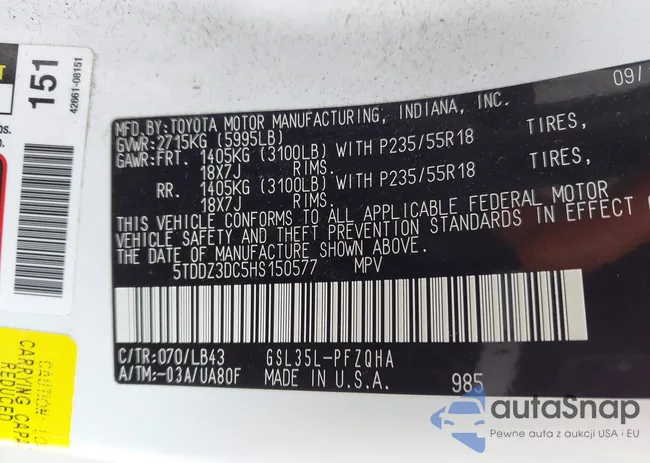 151
42661-08151
09/
MFD.BY:TOYOTA MOTOR MANUFACTURING, INDIANA, INC.
GVWR:2715KG (5995LB)
GAWR:FRT. 1405KG (3100LB) WITH P235/55R18 TIRES,
18X7J RIMS.
RR. 1405KG (3100LB) WITH P235/55R18 TIRES,
18X7J RIMS.
THIS VEHICLE CONFORMS TO ALL APPLICABLE FEDERAL MOTOR
VEHICLE SAFETY AND THEFT PREVENTION STANDARDS IN EFFECT
THE DATE OF MANUFACTURE SHOWN ABOVE.
5TDDZ3DC5HS150577 MPV
C/TR:070/LB43 GSL35L-PFZQHA
A/TM:-03A/UA80F MADE IN U.S.A. 985
CAUTION
CARRYING CA
REDUCED
autaSnap
Pewne auta z aukcji USA i EU